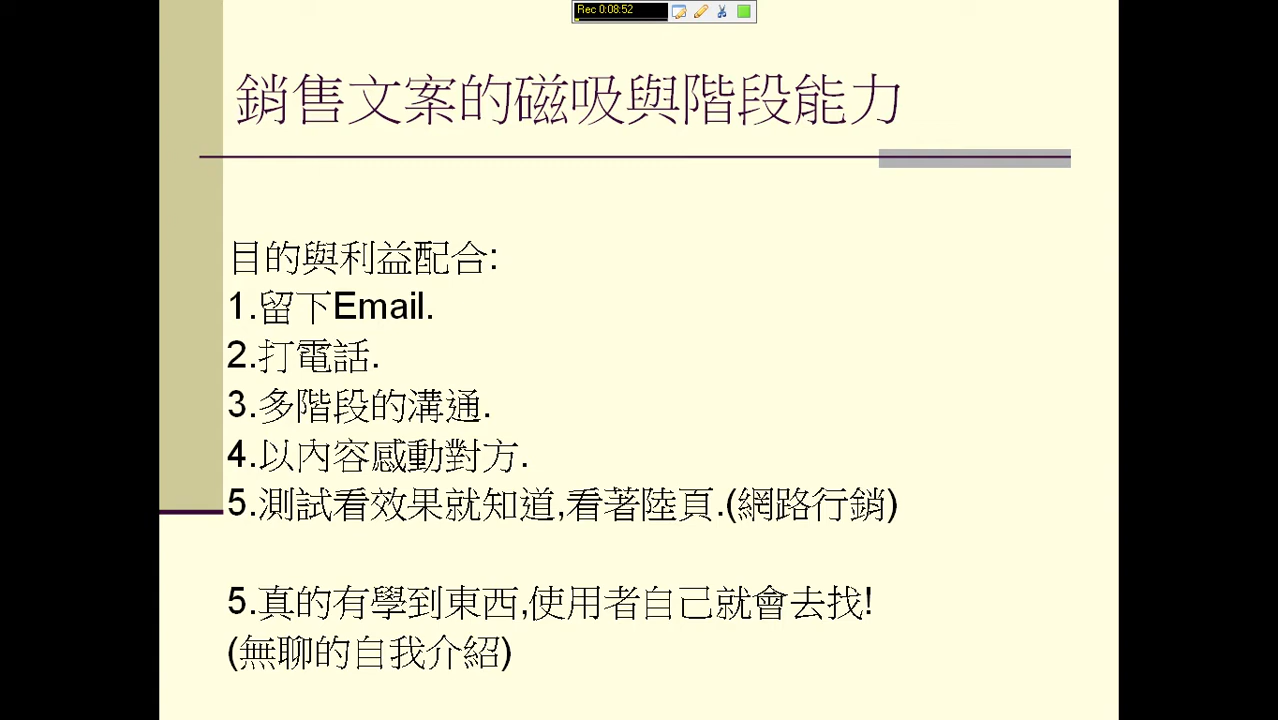 Rec 0:08:52
銷售文案的磁吸與階段能力
目的與利益配合:
1.留下Email.
2.打電話.
3.多階段的溝通.
4.以內容感動對方.
5.測試看效果就知道,看著陸頁.(網路行銷)
5.真的有學到東西,使用者自己就會去找!
(無聊的自我介紹)